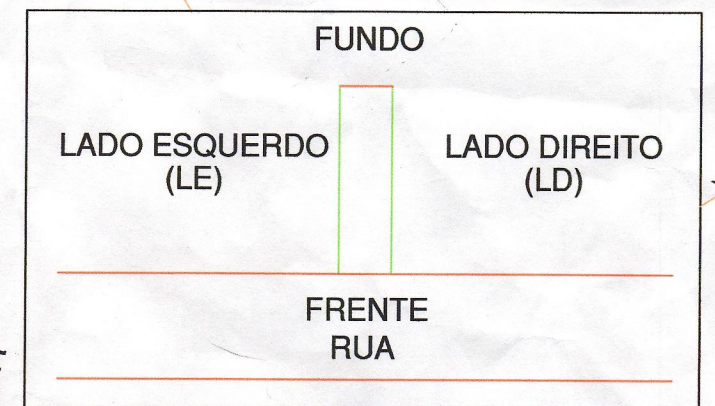 FUNDO
LADO ESQUERDO
(LE)
LADO DIREITO
(LD)
FRENTE
RUA